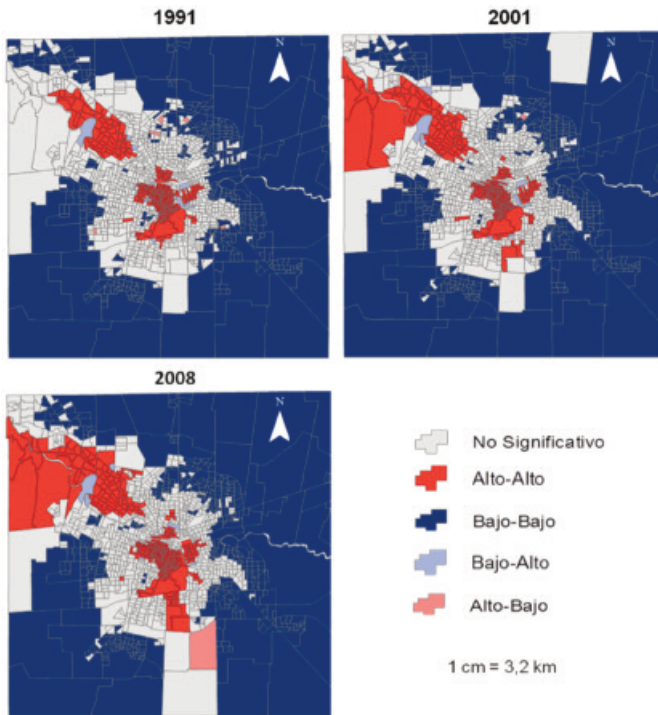 1991
2001
N
N
2008
N
No Significativo
Alto-Alto
Bajo-Bajo
Bajo-Alto
Alto-Bajo
1 cm = 3,2 km